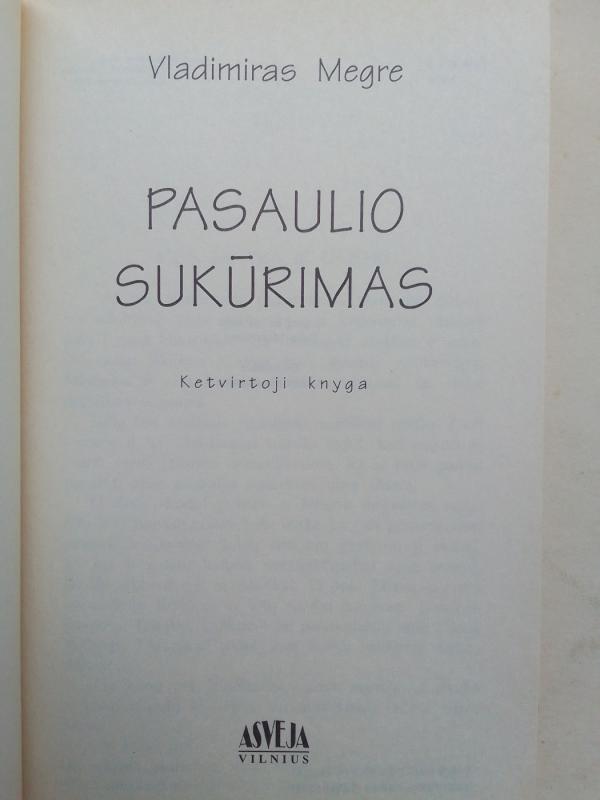 Vladimiras Megre
PASAULIO
SUKŪRIMAS
Ketvirtoji knyga
ASVEJA
VILNIUS